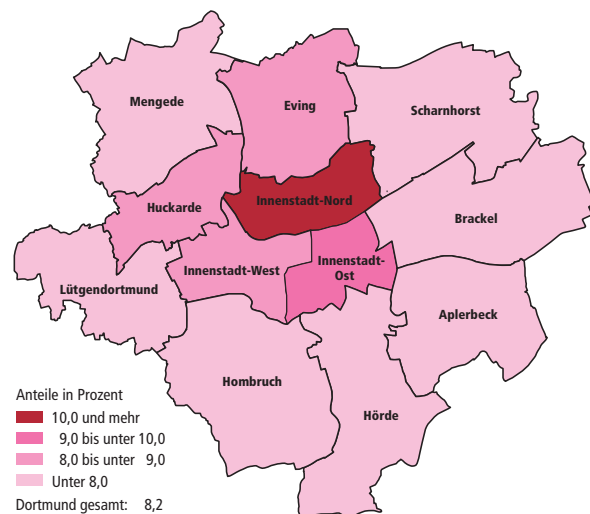 Mengede
Eving
Scharnhorst
Huckarde
Innenstadt-Nord
Brackel
Lütgendortmund
Innenstadt-West
Innenstadt-
Ost
Aplerbeck
Hombruch
Hörde
Anteile in Prozent
10,0 und mehr
9,0 bis unter 10,0
8,0 bis unter 9,0
Unter 8,0
Dortmund gesamt: 8,2